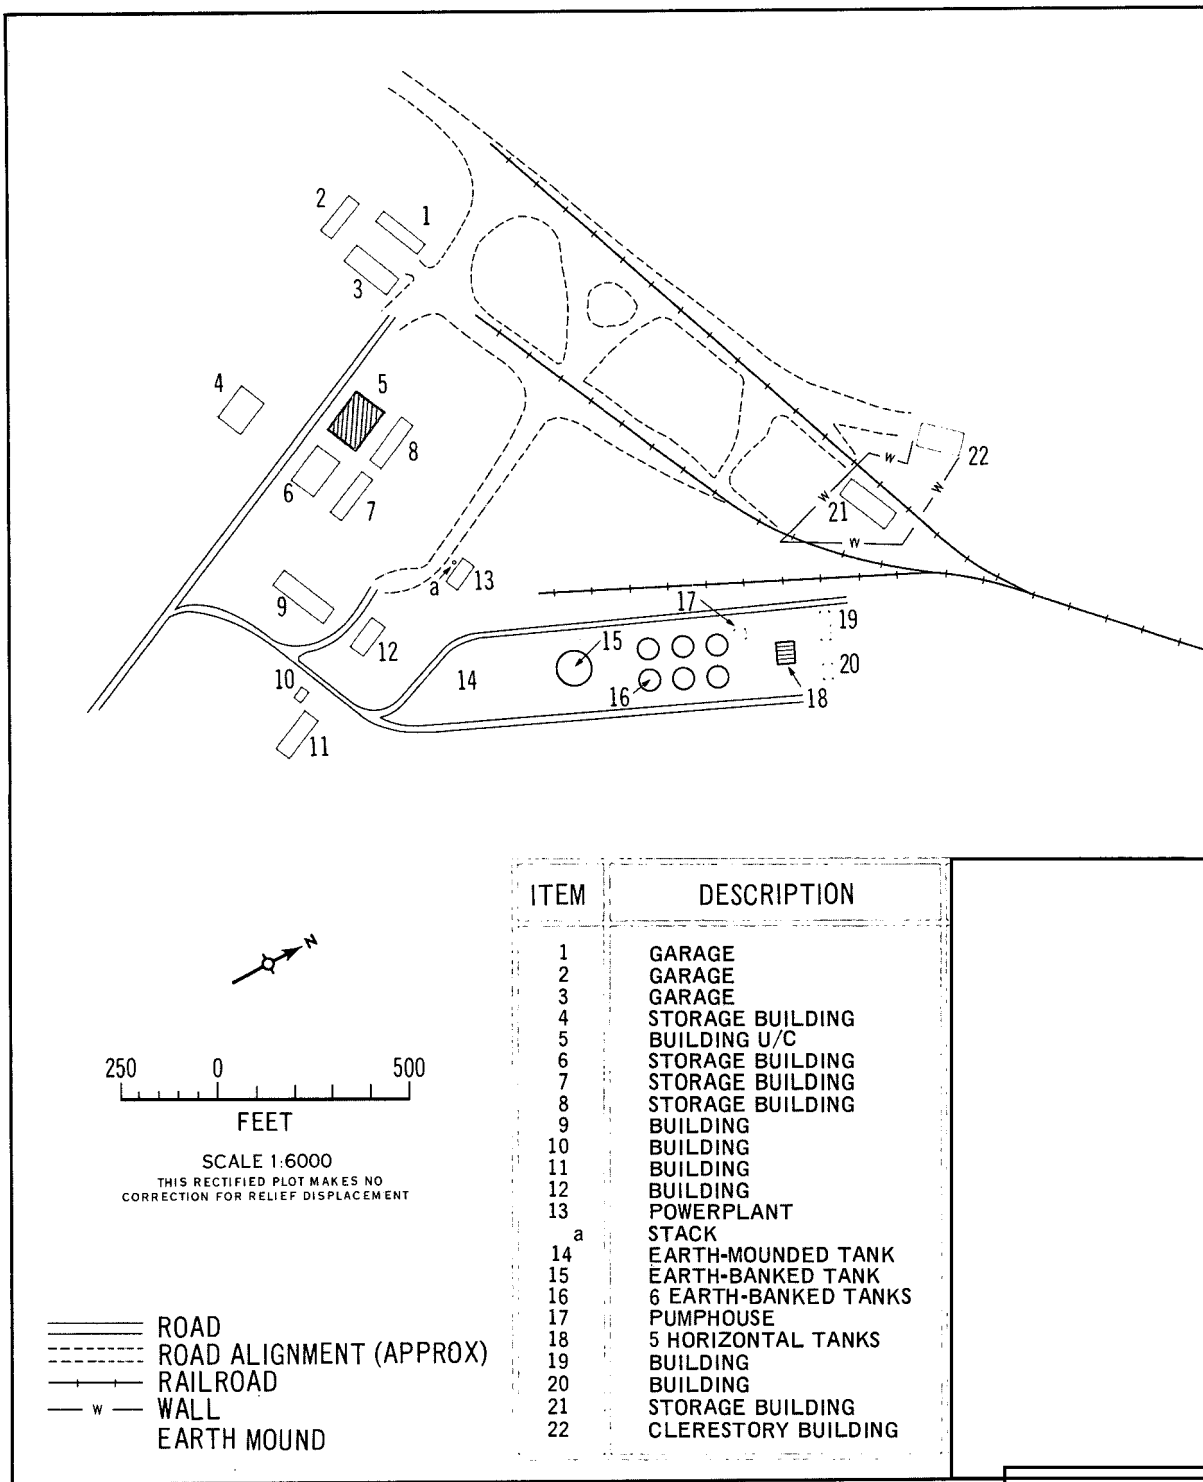 2
1
3
4
5
8
6
7
22
W
W
W
21
W
a
13
9
12
17
19
15
14
16
20
18
10
11
N
250 0 500
FEET
SCALE 1:6000
THIS RECTIFIED PLOT MAKES NO
CORRECTION FOR RELIEF DISPLACEMENT
ROAD
ROAD ALIGNMENT (APPROX)
RAILROAD
W WALL
EARTH MOUND
ITEM DESCRIPTION
1 GARAGE
2 GARAGE
3 GARAGE
4 STORAGE BUILDING
5 BUILDING U/C
6 STORAGE BUILDING
7 STORAGE BUILDING
8 STORAGE BUILDING
9 BUILDING
10 BUILDING
11 BUILDING
12 BUILDING
13 POWERPLANT
a STACK
14 EARTH-MOUNDED TANK
15 EARTH-BANKED TANK
16 6 EARTH-BANKED TANKS
17 PUMPHOUSE
18 5 HORIZONTAL TANKS
19 BUILDING
20 BUILDING
21 STORAGE BUILDING
22 CLERESTORY BUILDING